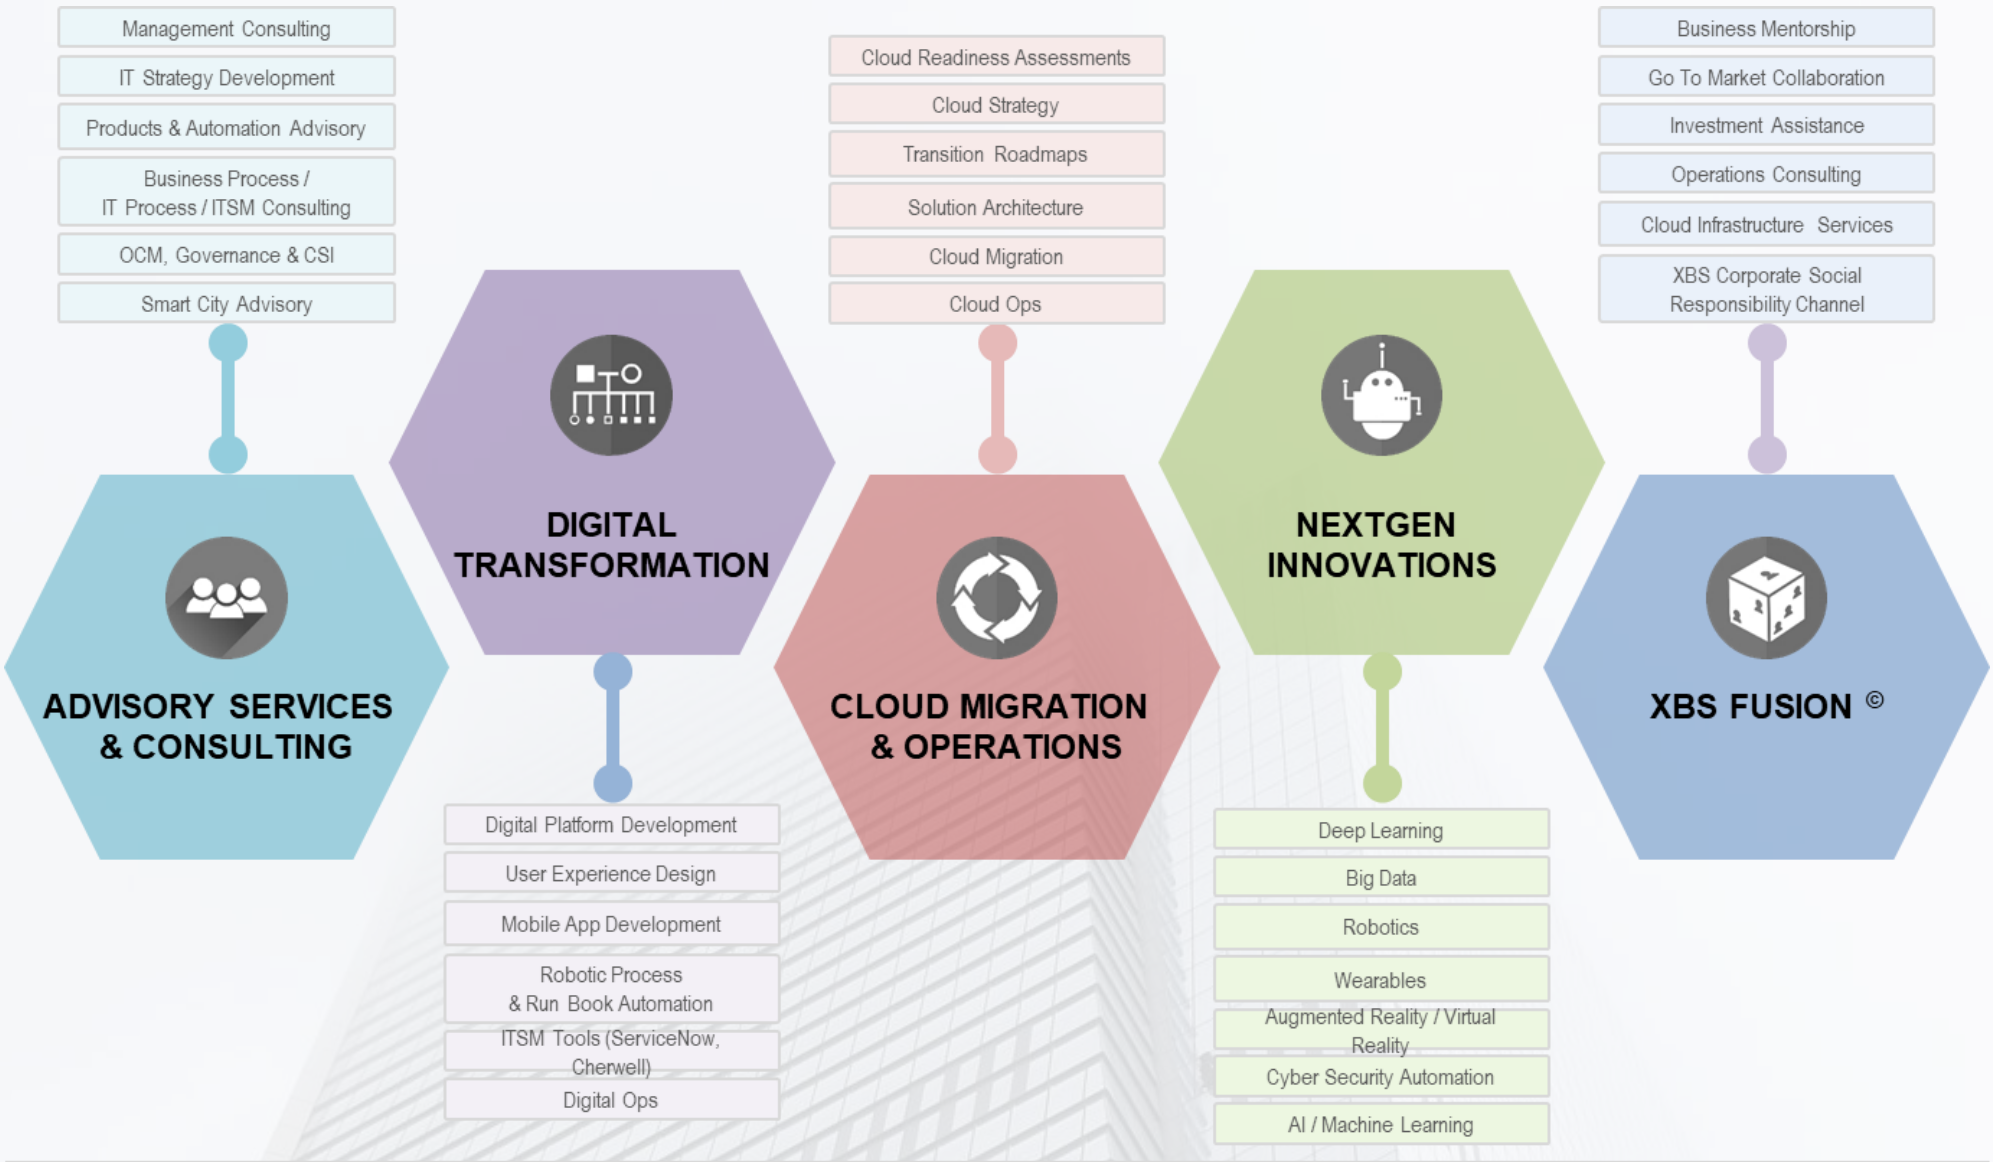 Management Consulting
IT Strategy Development
Products & Automation Advisory
Business Process /
IT Process / ITSM Consulting
OCM, Governance & CSI
Smart City Advisory
ADVISORY SERVICES
& CONSULTING
DIGITAL
TRANSFORMATION
Digital Platform Development
User Experience Design
Mobile App Development
Robotic Process
& Run Book Automation
ITSM Tools (ServiceNow,
Cherwell)
Digital Ops
Cloud Readiness Assessments
Cloud Strategy
Transition Roadmaps
Solution Architecture
Cloud Migration
Cloud Ops
CLOUD MIGRATION
& OPERATIONS
NEXTGEN
INNOVATIONS
Deep Learning
Big Data
Robotics
Wearables
Augmented Reality / Virtual
Reality
Cyber Security Automation
AI / Machine Learning
Business Mentorship
Go To Market Collaboration
Investment Assistance
Operations Consulting
Cloud Infrastructure Services
XBS Corporate Social
Responsibility Channel
XBS FUSION ©